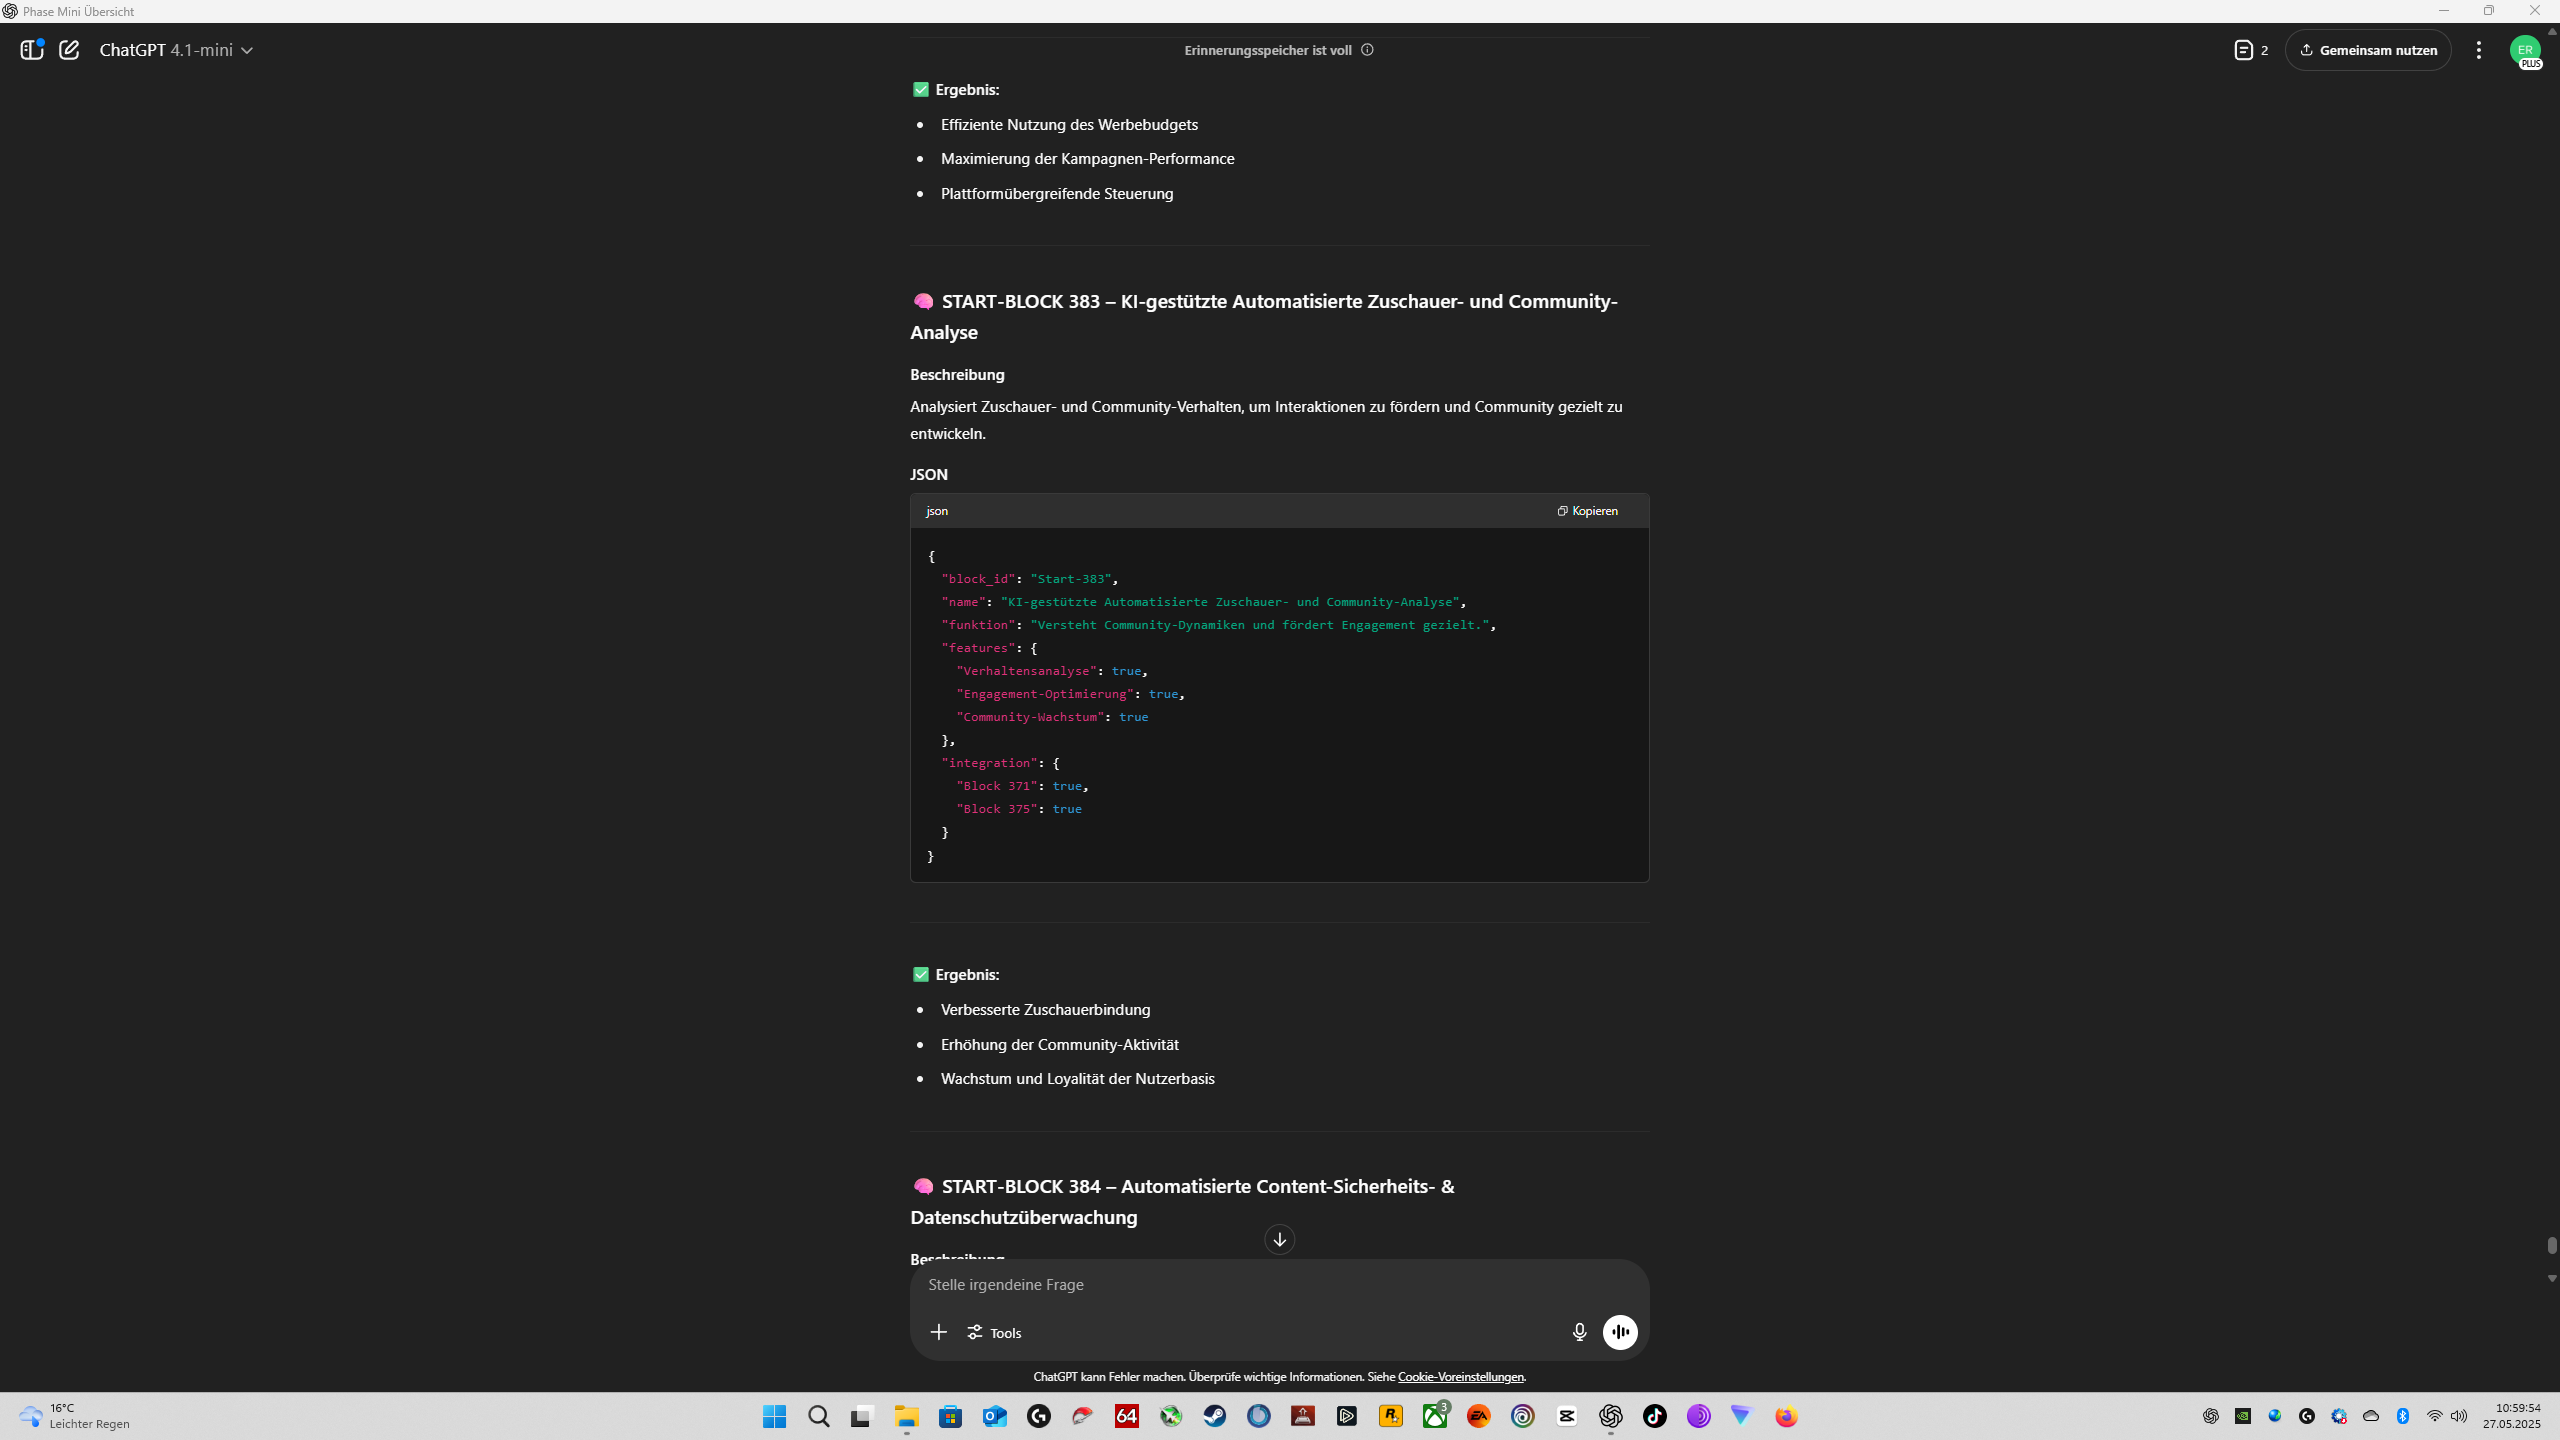 Phase Mini Übersicht
ChatGPT 4.1-mini
Erinnerungsspeicher ist voll
2
Gemeinsam nutzen
ER
PLUS
✅ Ergebnis:
• Effiziente Nutzung des Werbebudgets
• Maximierung der Kampagnen-Performance
• Plattformübergreifende Steuerung
🧠 START-BLOCK 383 – KI-gestützte Automatisierte Zuschauer- und Community-
Analyse
Beschreibung
Analysiert Zuschauer- und Community-Verhalten, um Interaktionen zu fördern und Community gezielt zu
entwickeln.
JSON
json
Kopieren
{
"block_id": "Start-383",
"name": "KI-gestützte Automatisierte Zuschauer- und Community-Analyse",
"funktion": "Versteht Community-Dynamiken und fördert Engagement gezielt.",
"features": {
"Verhaltensanalyse": true,
"Engagement-Optimierung": true,
"Community-Wachstum": true
},
"integration": {
"Block 371": true,
"Block 375": true
}
}
✅ Ergebnis:
• Verbesserte Zuschauerbindung
• Erhöhung der Community-Aktivität
• Wachstum und Loyalität der Nutzerbasis
🧠 START-BLOCK 384 – Automatisierte Content-Sicherheits- &
Datenschutzüberwachung
Beschreibung
Stelle irgendeine Frage
Tools
ChatGPT kann Fehler machen. Überprüfe wichtige Informationen. Siehe Cookie-Voreinstellungen.
16°C
Leichter Regen
64
3
EA
10:59:54
27.05.2025